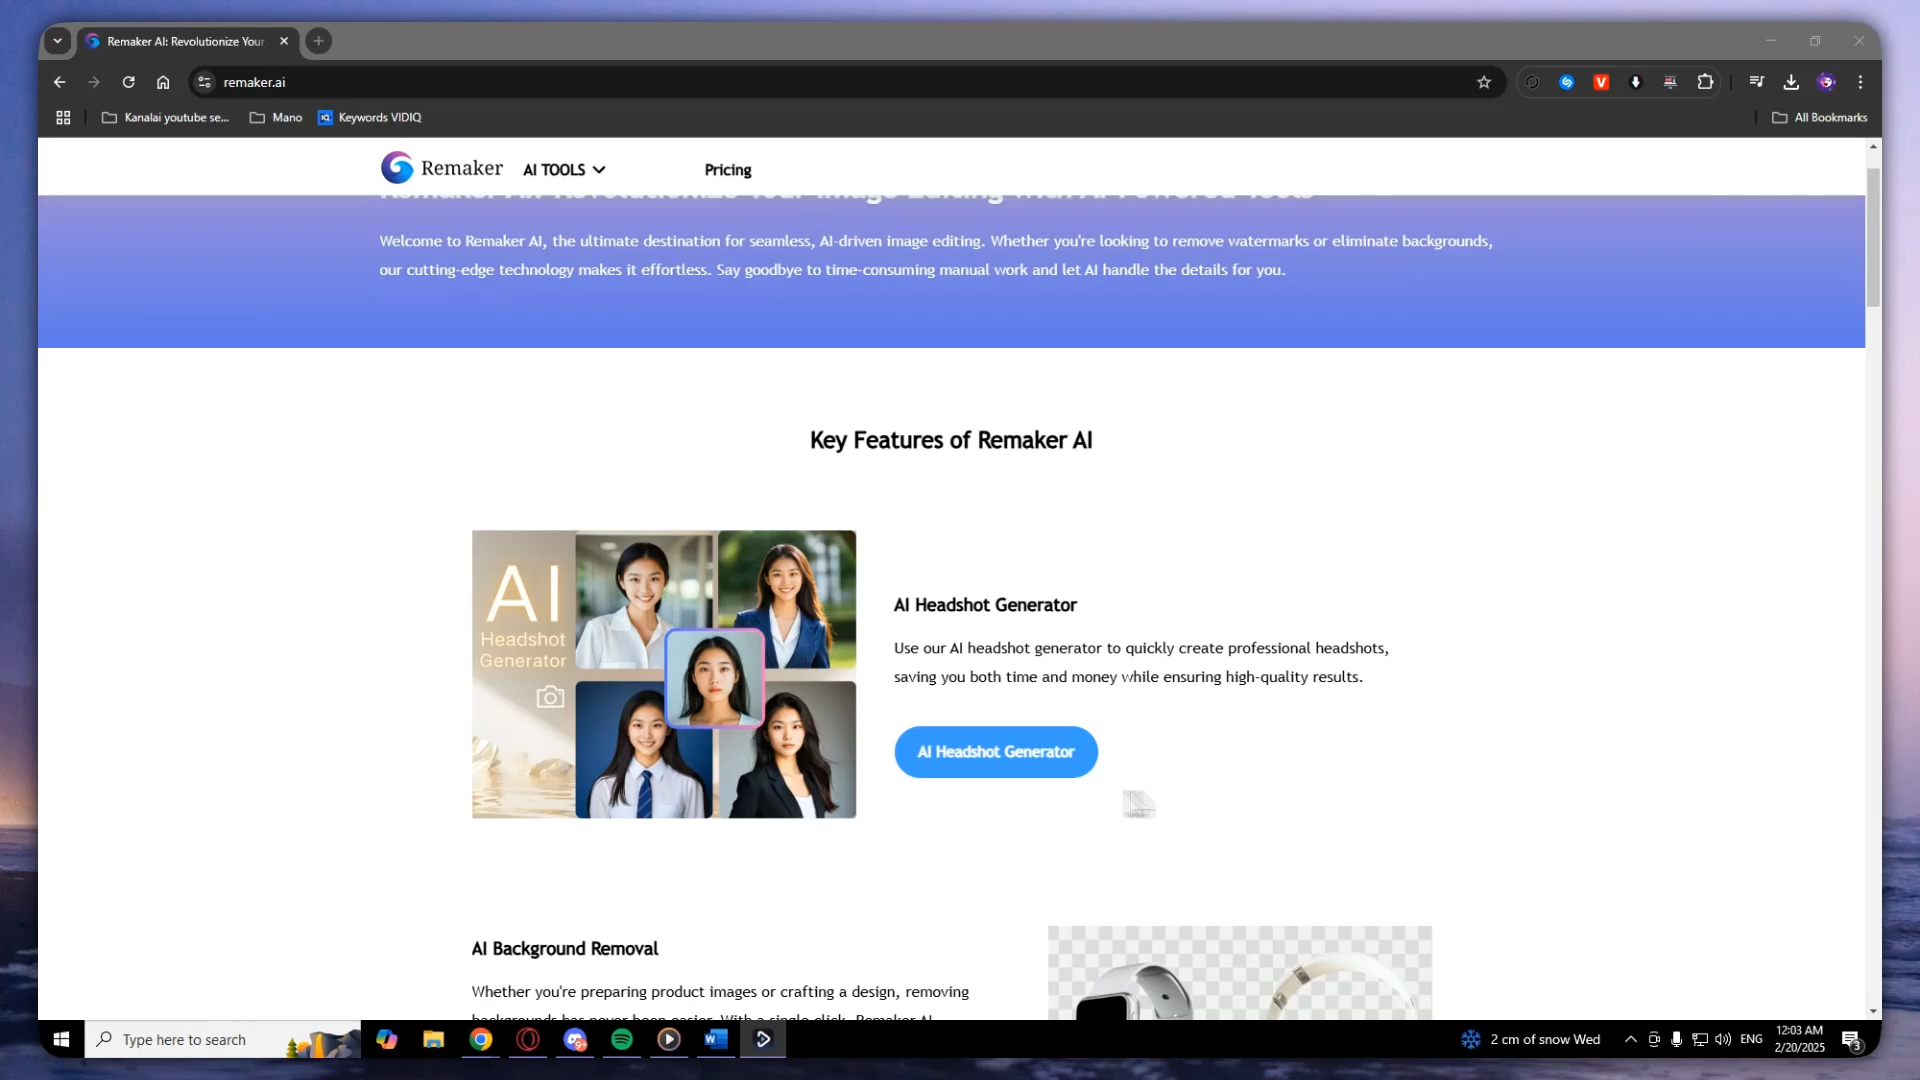 Remaker AI: Revolutionize Your
remaker.ai
Kanalai youtube se...
Mano
Keywords VIDIQ
All Bookmarks
Remaker
AI TOOLS
Pricing
Remaker AI: Revolutionize Your Image Editing with AI-Powered Tools
Welcome to Remaker AI, the ultimate destination for seamless, AI-driven image editing. Whether you're looking to remove watermarks or eliminate backgrounds,
our cutting-edge technology makes it effortless. Say goodbye to time-consuming manual work and let AI handle the details for you.
Key Features of Remaker AI
AI
Headshot
Generator
AI Headshot Generator
Use our AI headshot generator to quickly create professional headshots,
saving you both time and money while ensuring high-quality results.
AI Headshot Generator
AI Background Removal
Whether you're preparing product images or crafting a design, removing
backgrounds has never been easier. With a single click, Remaker AI
Type here to search
9+
2 cm of snow Wed
ENG
12:03 AM
2/20/2025
3